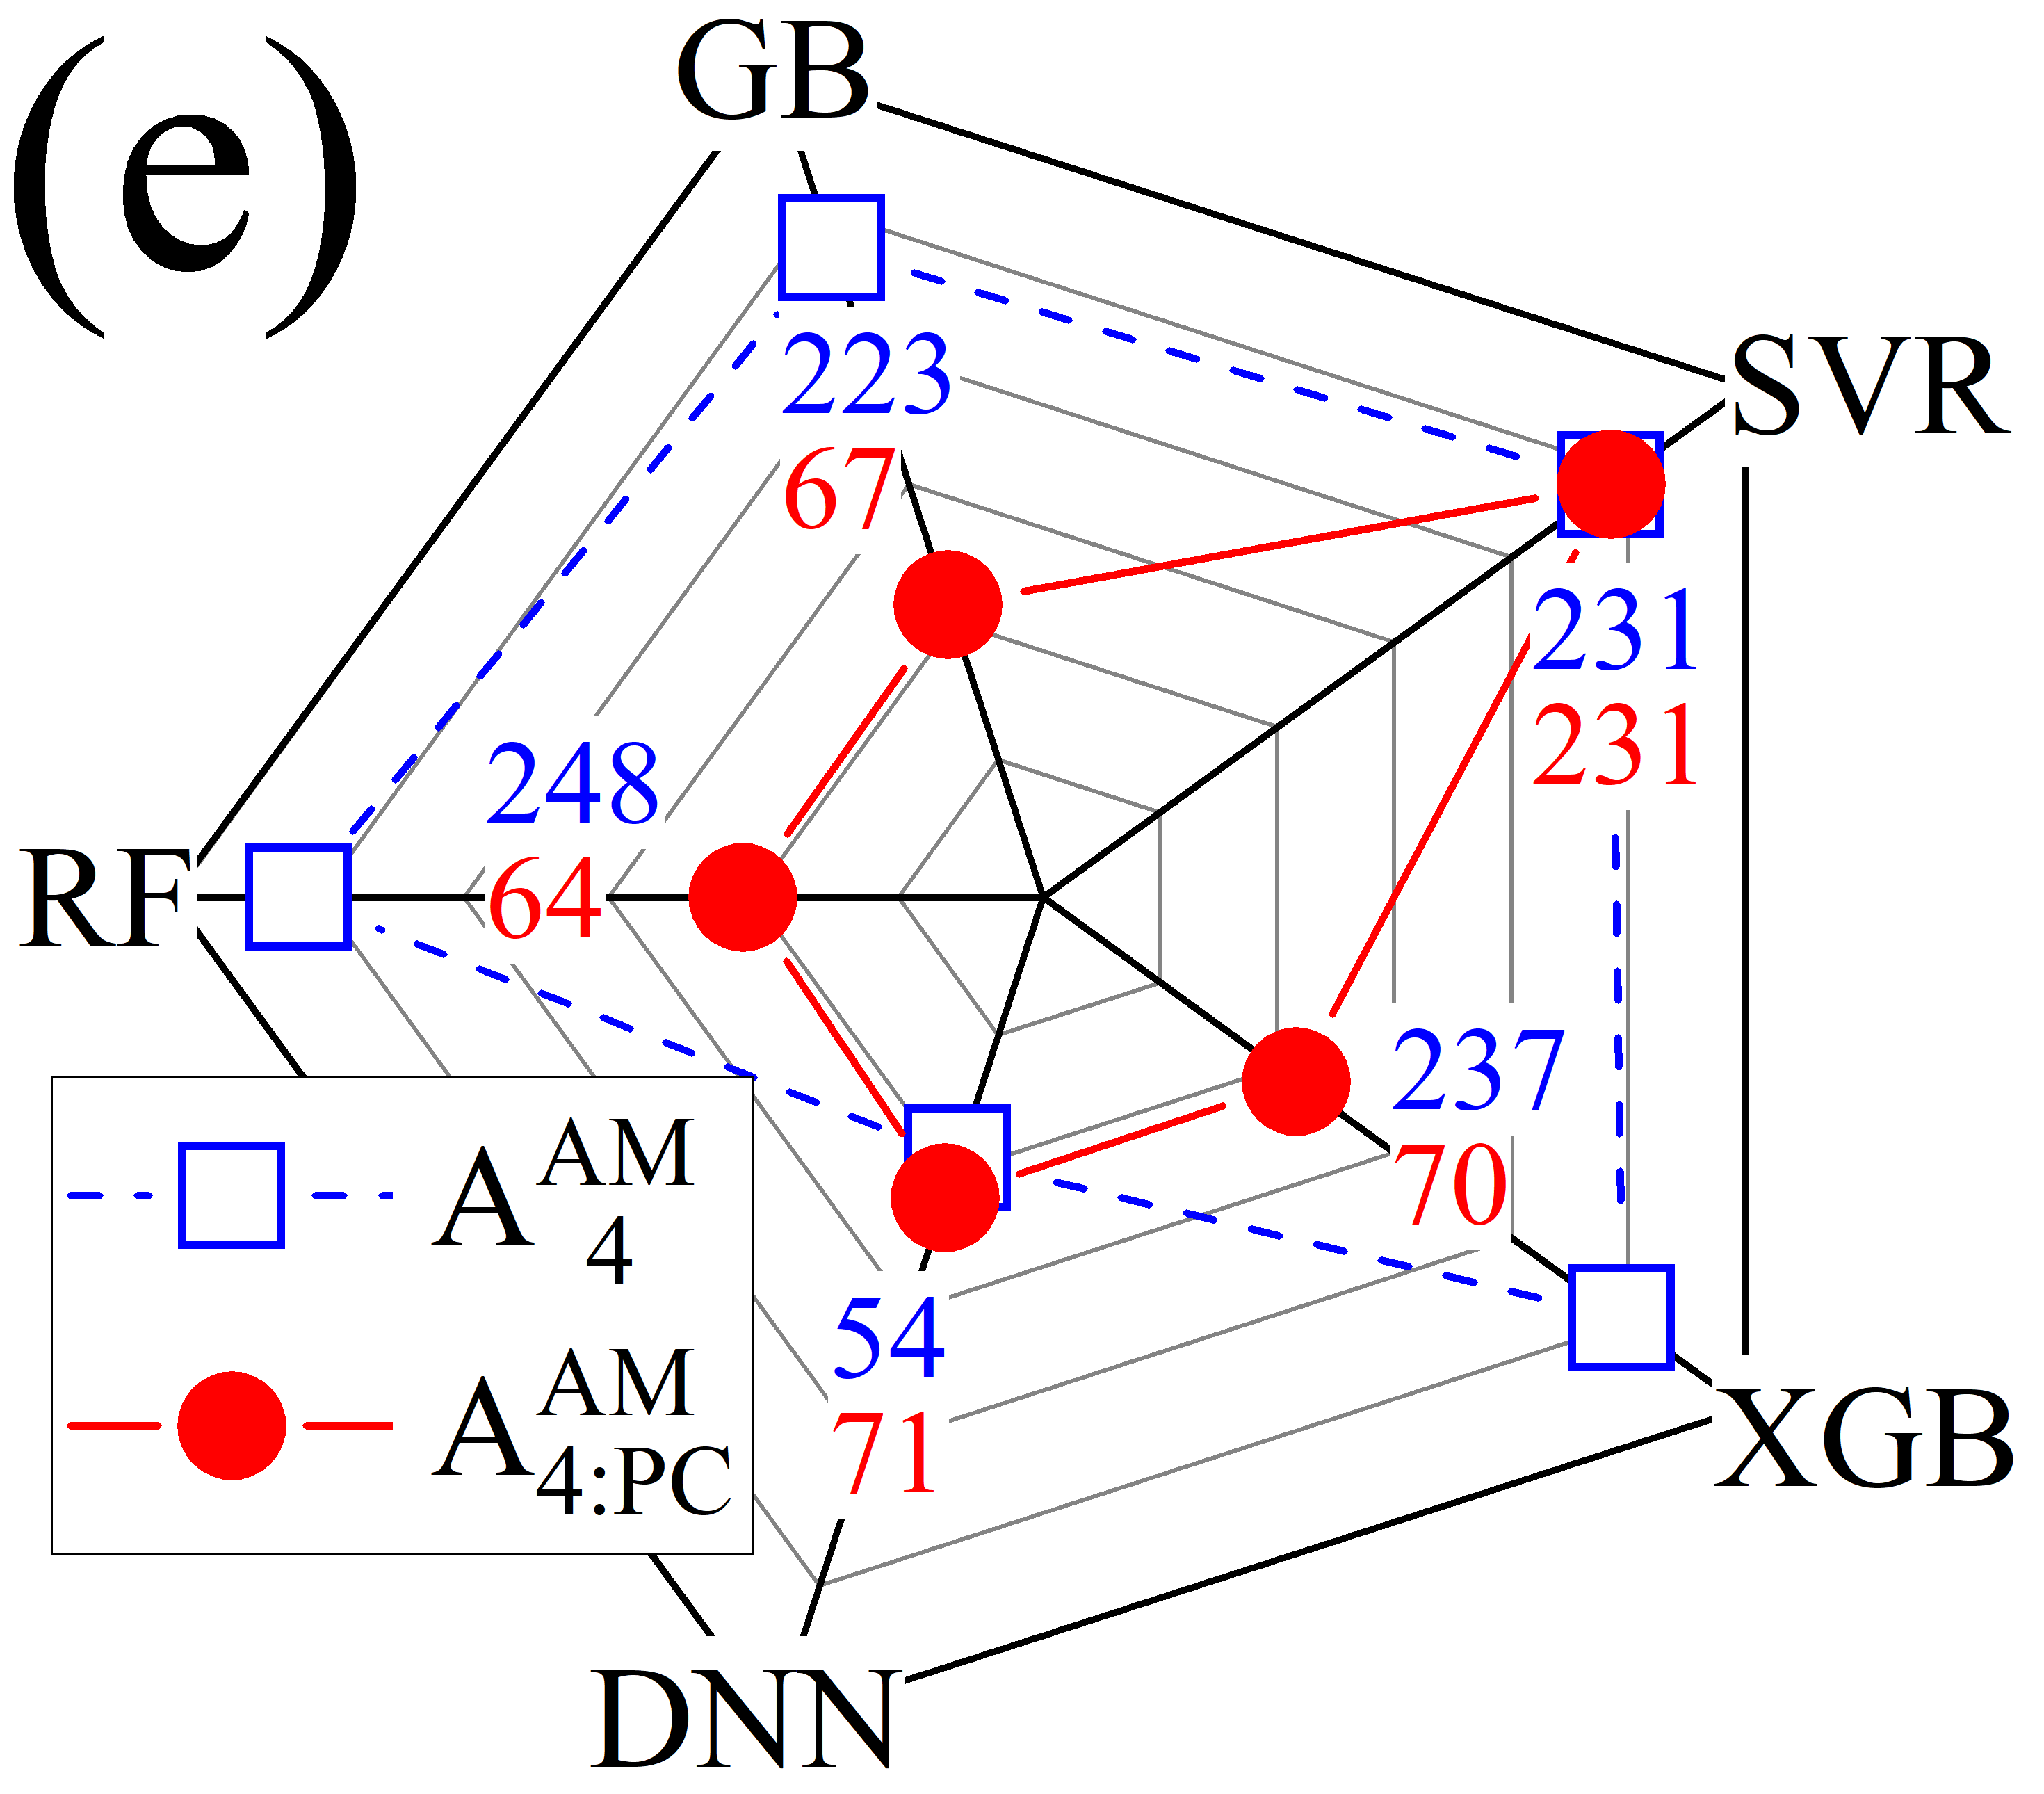 (e)
GB
SVR
223
67
231
231
248
64
RF
237
70
54
71
A AM 4
A AM 4:PC
XGB
DNN